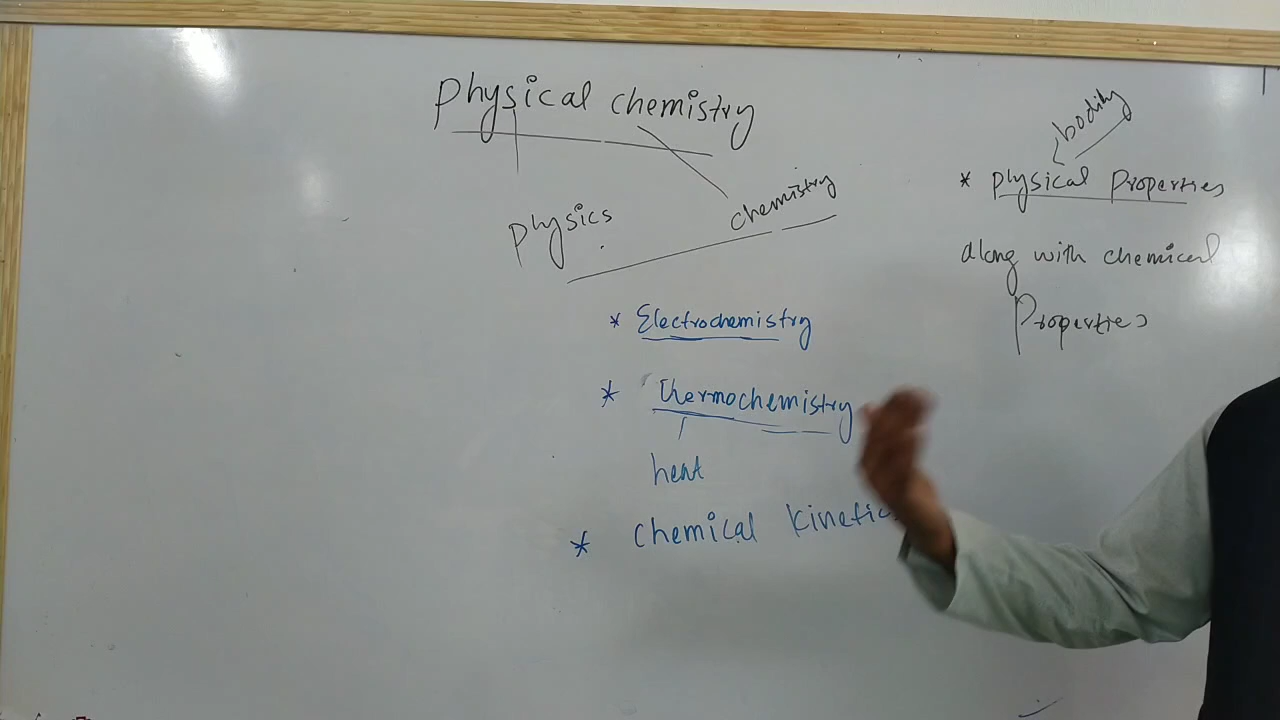 Physical chemistry
Physics
chemistry
* Electrochemistry
* Thermochemistry
heat
* Chemical Kinetic
bodily
* Physical Properties
along with chemical
Properties